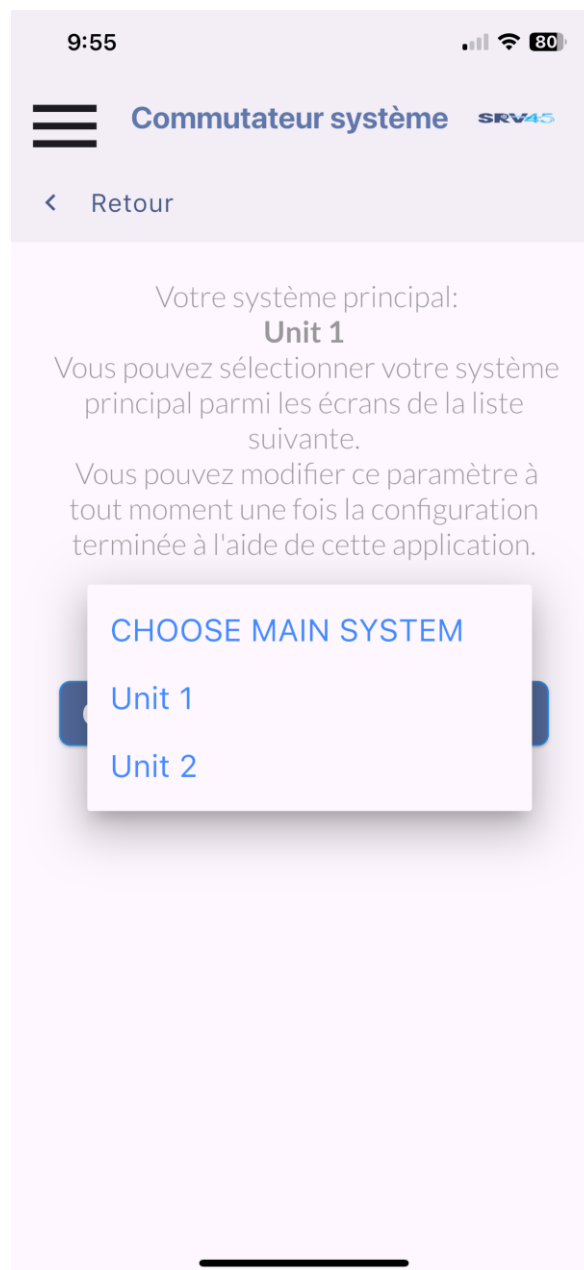 9:55
80
Commutateur système
SRV45
Retour
Votre système principal:
Unit 1
Vous pouvez sélectionner votre système
principal parmi les écrans de la liste
suivante.
Vous pouvez modifier ce paramètre à
tout moment une fois la configuration
terminée à l'aide de cette application.
CHOOSE MAIN SYSTEM
Unit 1
Unit 2